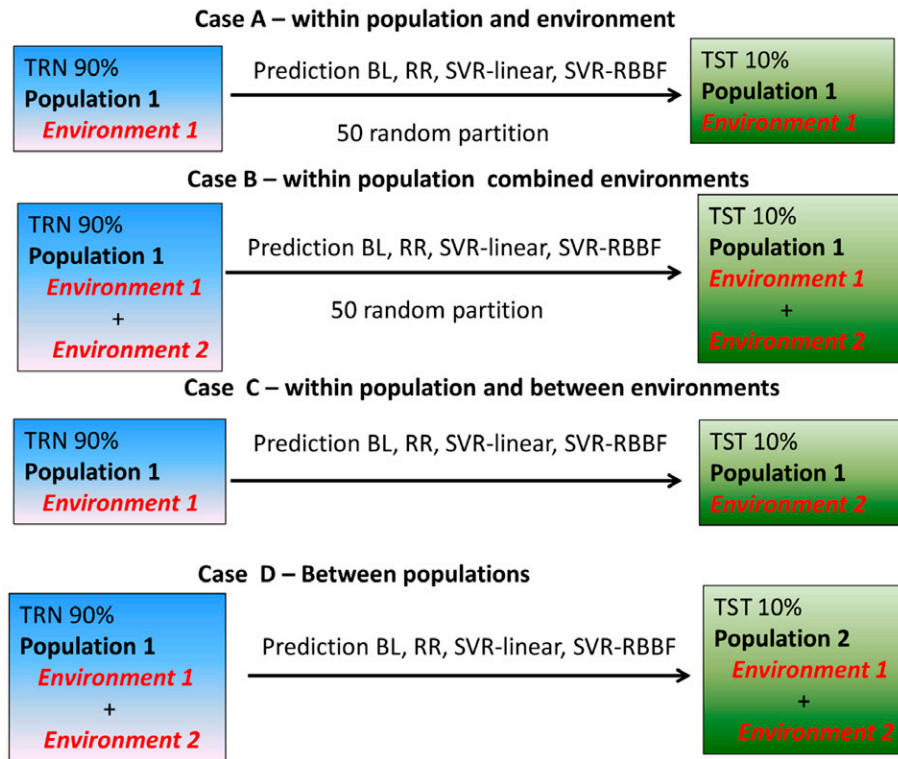 Case A – within population and environment
TRN 90%
Population 1
Environment 1
Prediction BL, RR, SVR-linear, SVR-RBBF
50 random partition
TST 10%
Population 1
Environment 1
Case B – within population combined environments
TRN 90%
Population 1
Environment 1
+
Environment 2
Prediction BL, RR, SVR-linear, SVR-RBBF
50 random partition
TST 10%
Population 1
Environment 1
+
Environment 2
Case C – within population and between environments
TRN 90%
Population 1
Environment 1
Prediction BL, RR, SVR-linear, SVR-RBBF
TST 10%
Population 1
Environment 2
Case D – Between populations
TRN 90%
Population 1
Environment 1
+
Environment 2
Prediction BL, RR, SVR-linear, SVR-RBBF
TST 10%
Population 2
Environment 1
+
Environment 2